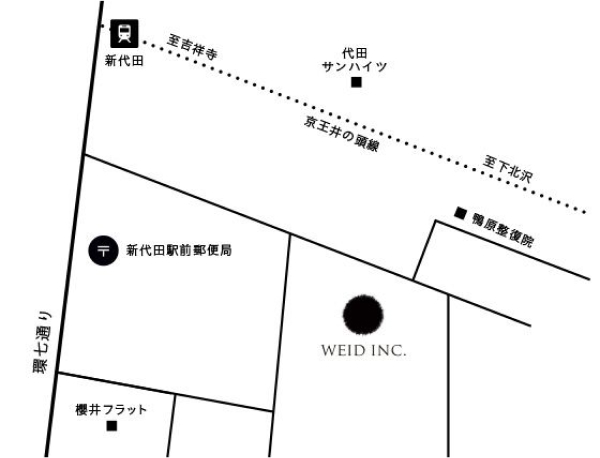 新代田
至吉祥寺
代田
サンハイツ
京王井の頭線
至下北沢
鴨原整復院
〒
新代田駅前郵便局
WEID INC.
環七通り
櫻井フラット